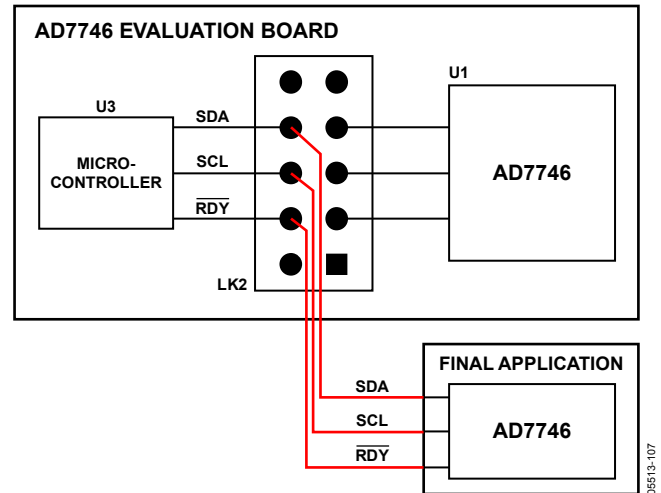 AD7746 EVALUATION BOARD
U1
U3
SDA
MICRO-
CONTROLLER
SCL
AD7746
RDY
LK2
FINAL APPLICATION
SDA
SCL
AD7746
RDY
05513-107